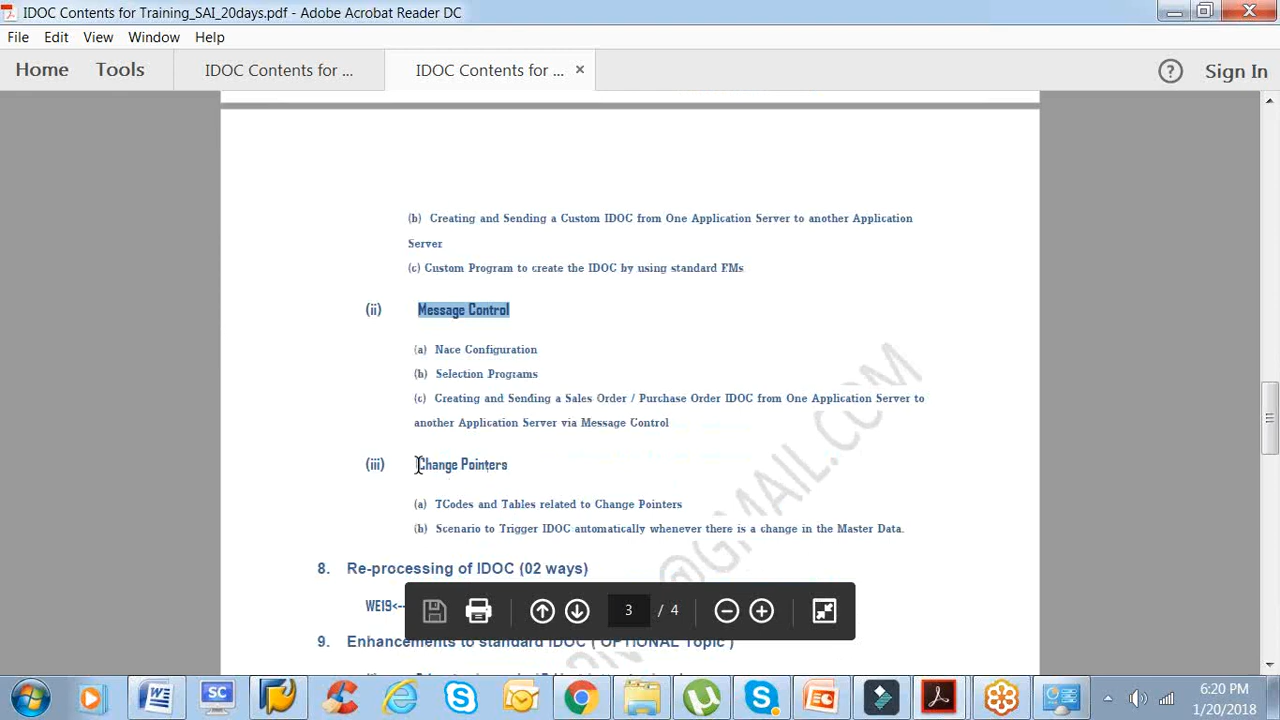 IDOC Contents for Training_SAI_20days.pdf - Adobe Acrobat Reader DC
File Edit View Window Help
Home Tools IDOC Contents for ... IDOC Contents for ... × ? Sign In
(b) Creating and Sending a Custom IDOC from One Application Server to another Application
Server
(c) Custom Program to create the IDOC by using standard FMs
(ii) Message Control
(a) Nace Configuration
(b) Selection Programs
(c) Creating and Sending a Sales Order / Purchase Order IDOC from One Application Server to
another Application Server via Message Control
(iii) Change Pointers
(a) TCodes and Tables related to Change Pointers
(b) Scenario to Trigger IDOC automatically whenever there is a change in the Master Data.
8. Re-processing of IDOC (02 ways)
WE19<--
3 / 4
9. Enhancements to standard IDOC ( OPTIONAL Topic )
@GMAIL.COM
SC
6:20 PM
1/20/2018